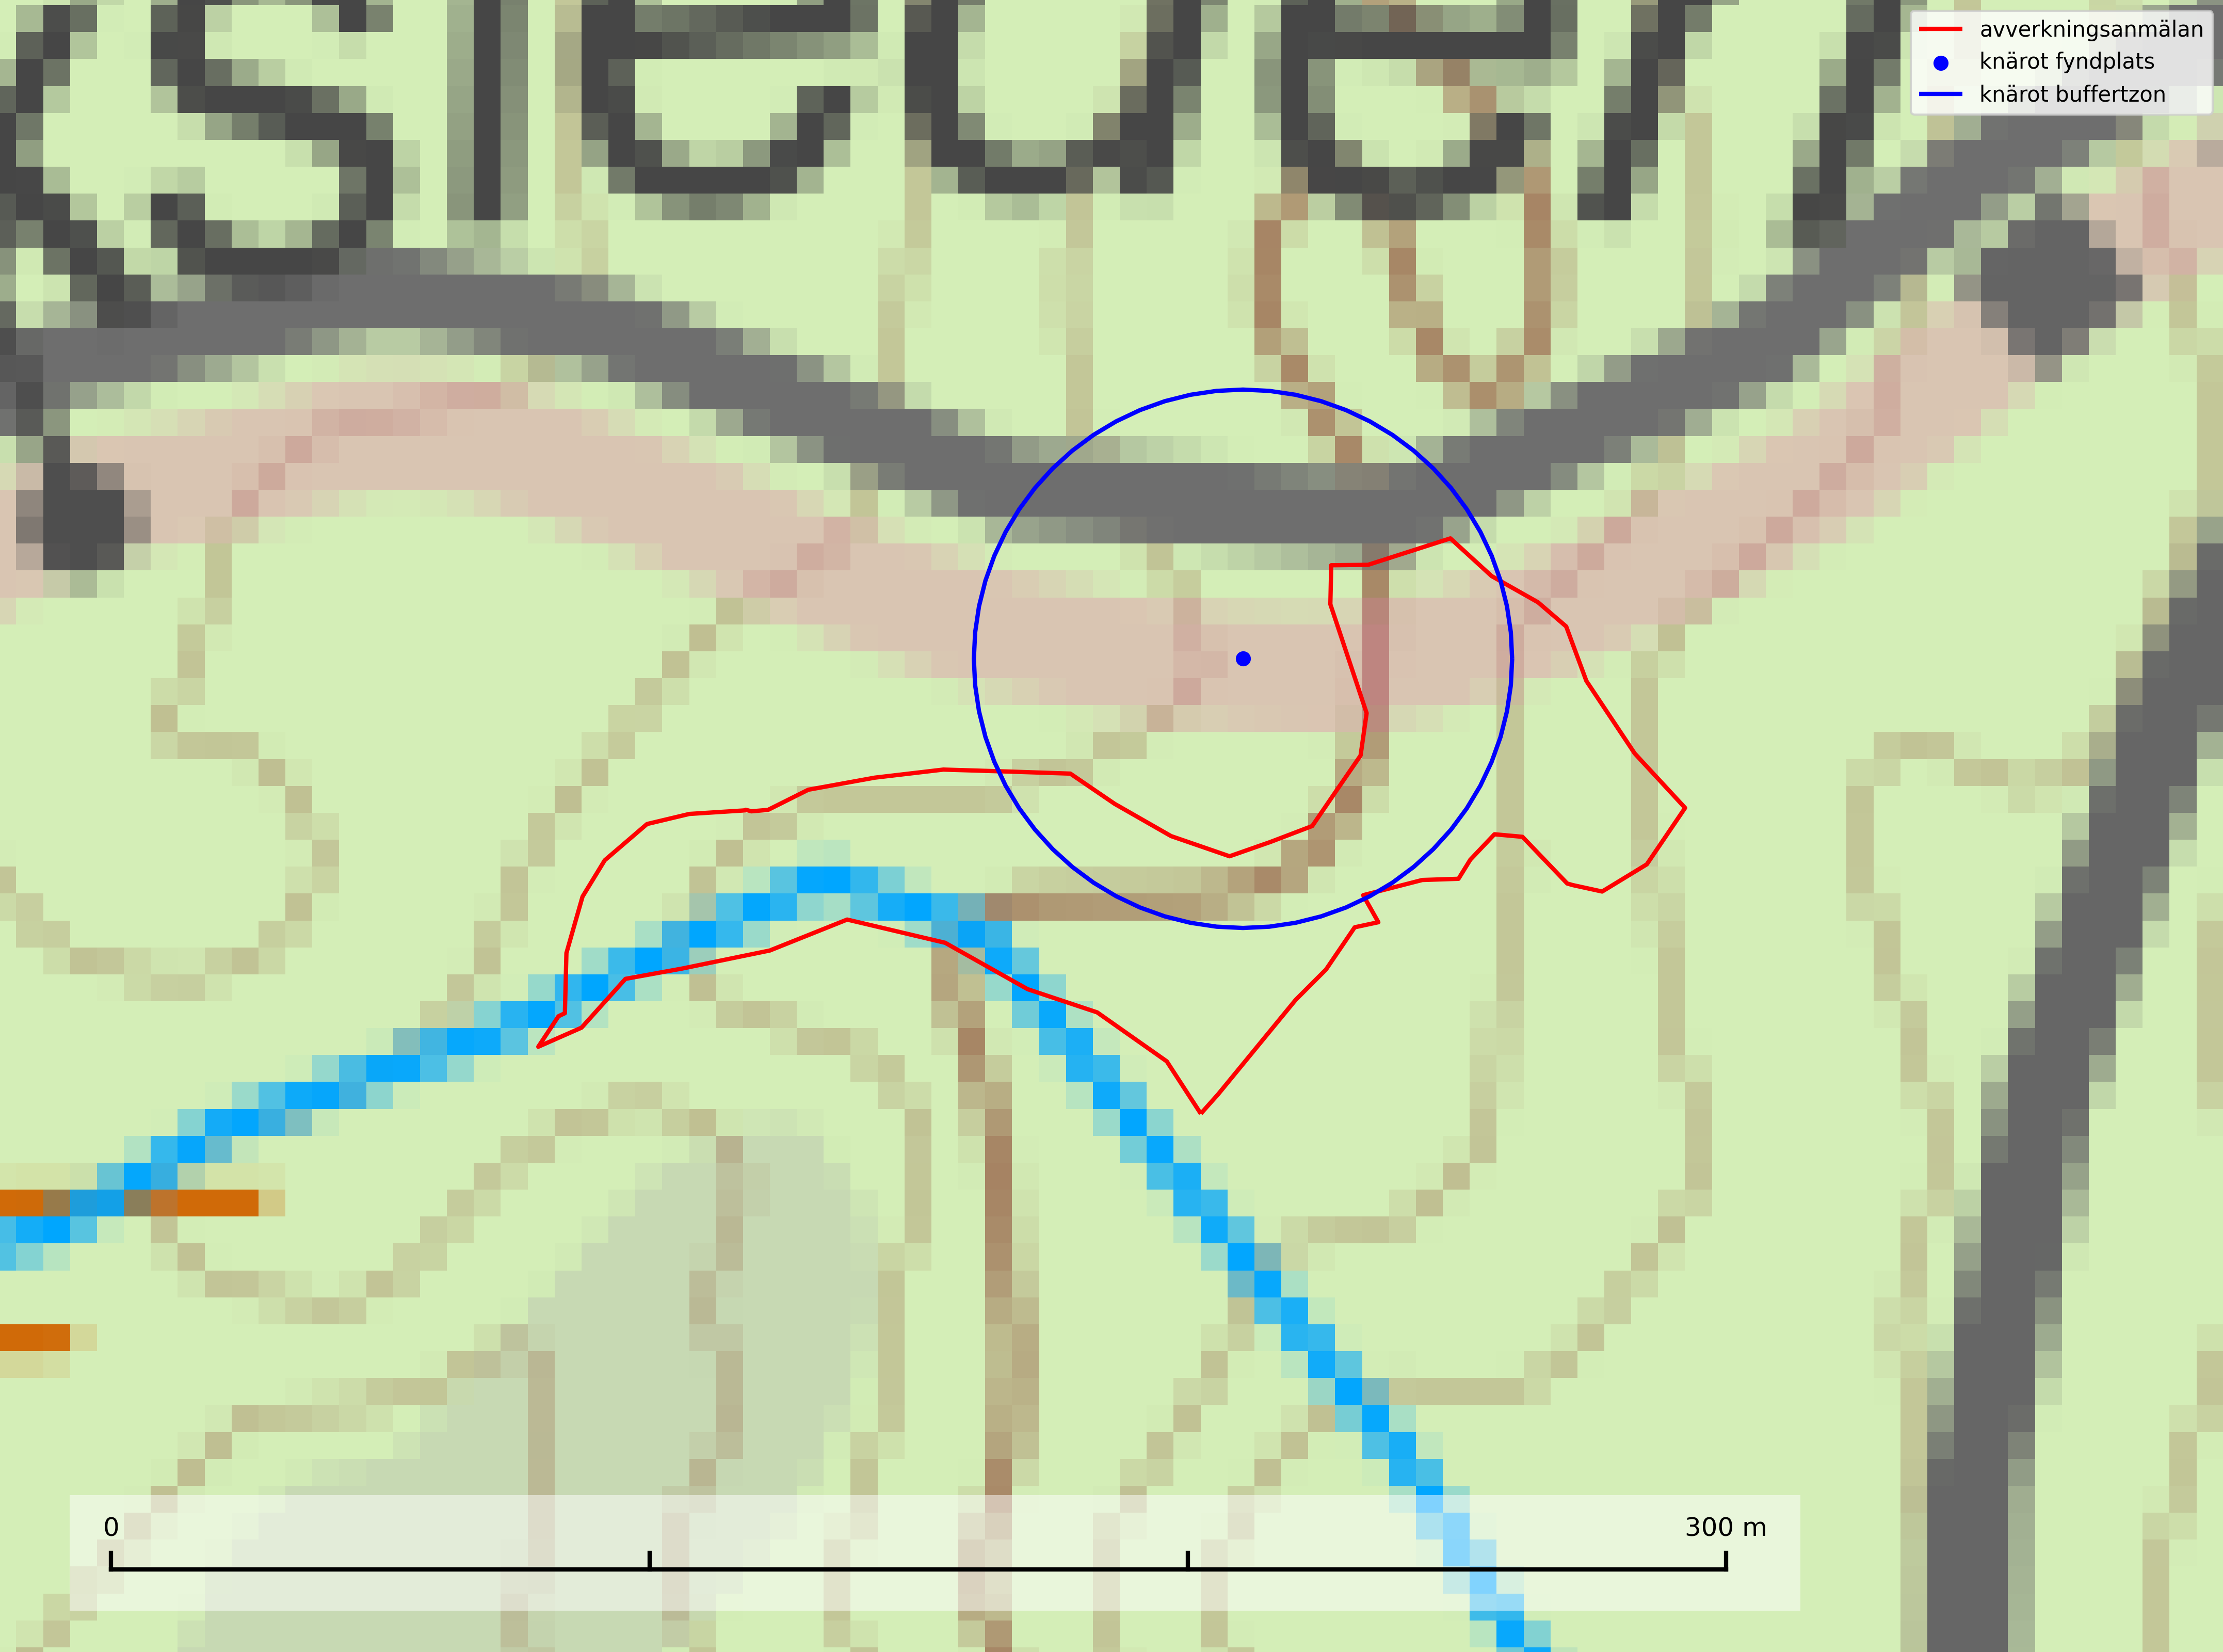 avverkningsanmälan
knärot fyndplats
knärot buffertzon
0
300 m